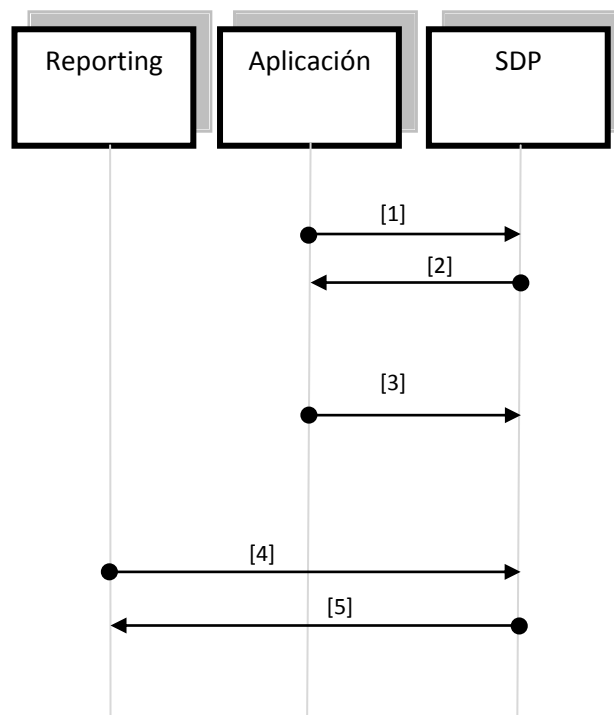 Reporting
Aplicación
SDP
[1]
[2]
[3]
[4]
[5]